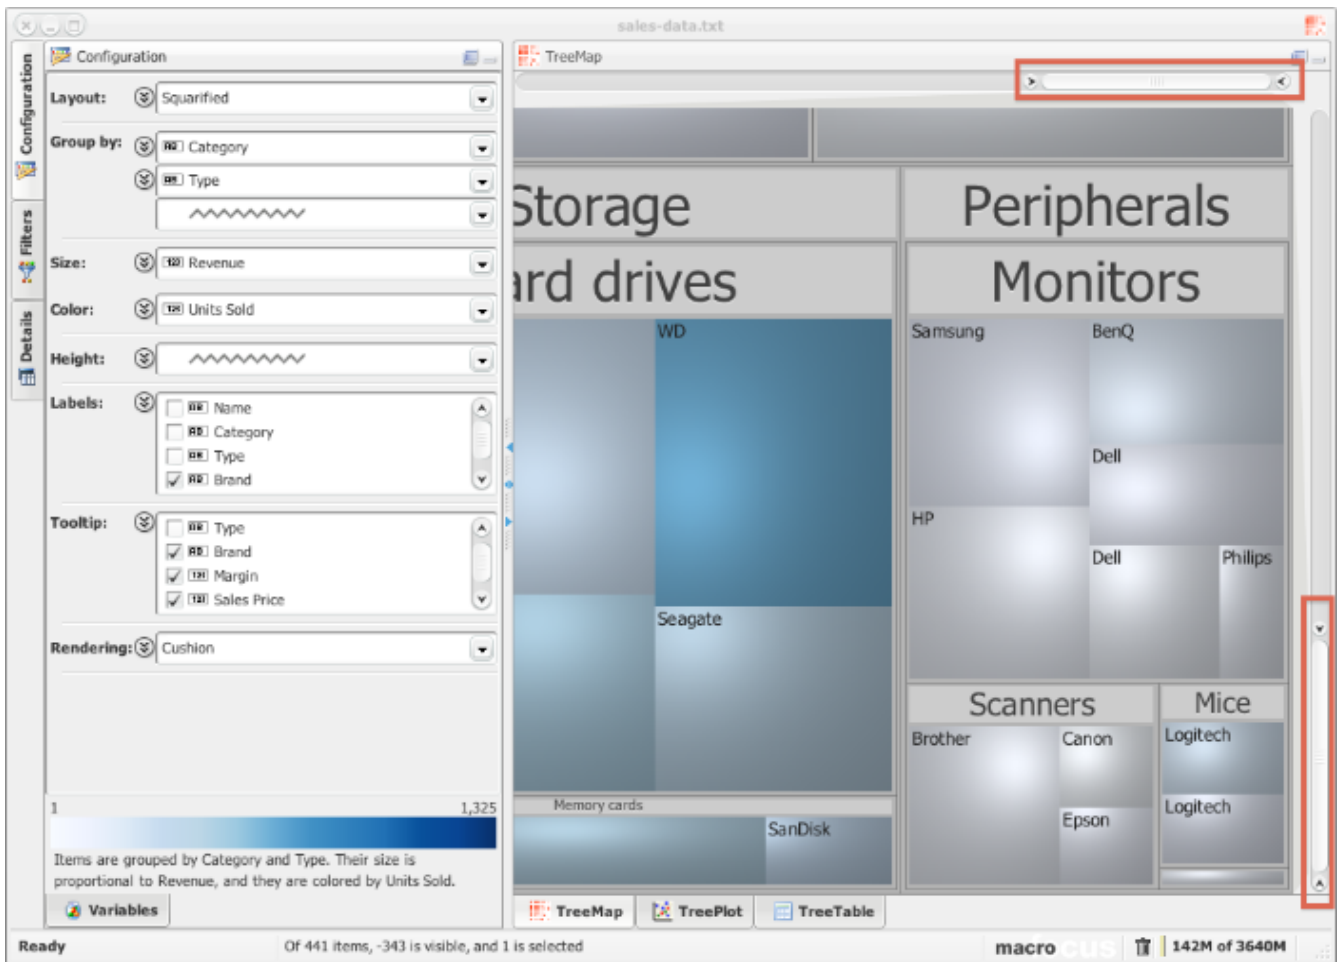 sales-data.txt
Configuration
Filters
Details
Configuration
Layout:
Squarified
Group by:
Category
Type
Size:
Revenue
Color:
Units Sold
Height:
Labels:
Name
Category
Type
Brand
Tooltip:
Type
Brand
Margin
Sales Price
Rendering:
Cushion
1 1,325
Items are grouped by Category and Type. Their size is
proportional to Revenue, and they are colored by Units Sold.
Variables
TreeMap
Storage
Peripherals
ard drives
Monitors
WD
Samsung
BenQ
Dell
HP
Dell
Philips
Seagate
Scanners
Mice
Brother
Canon
Logitech
Epson
Logitech
Memory cards
SanDisk
TreeMap
TreePlot
TreeTable
Ready
Of 441 items, -343 is visible, and 1 is selected
macrofocus
142M of 3640M